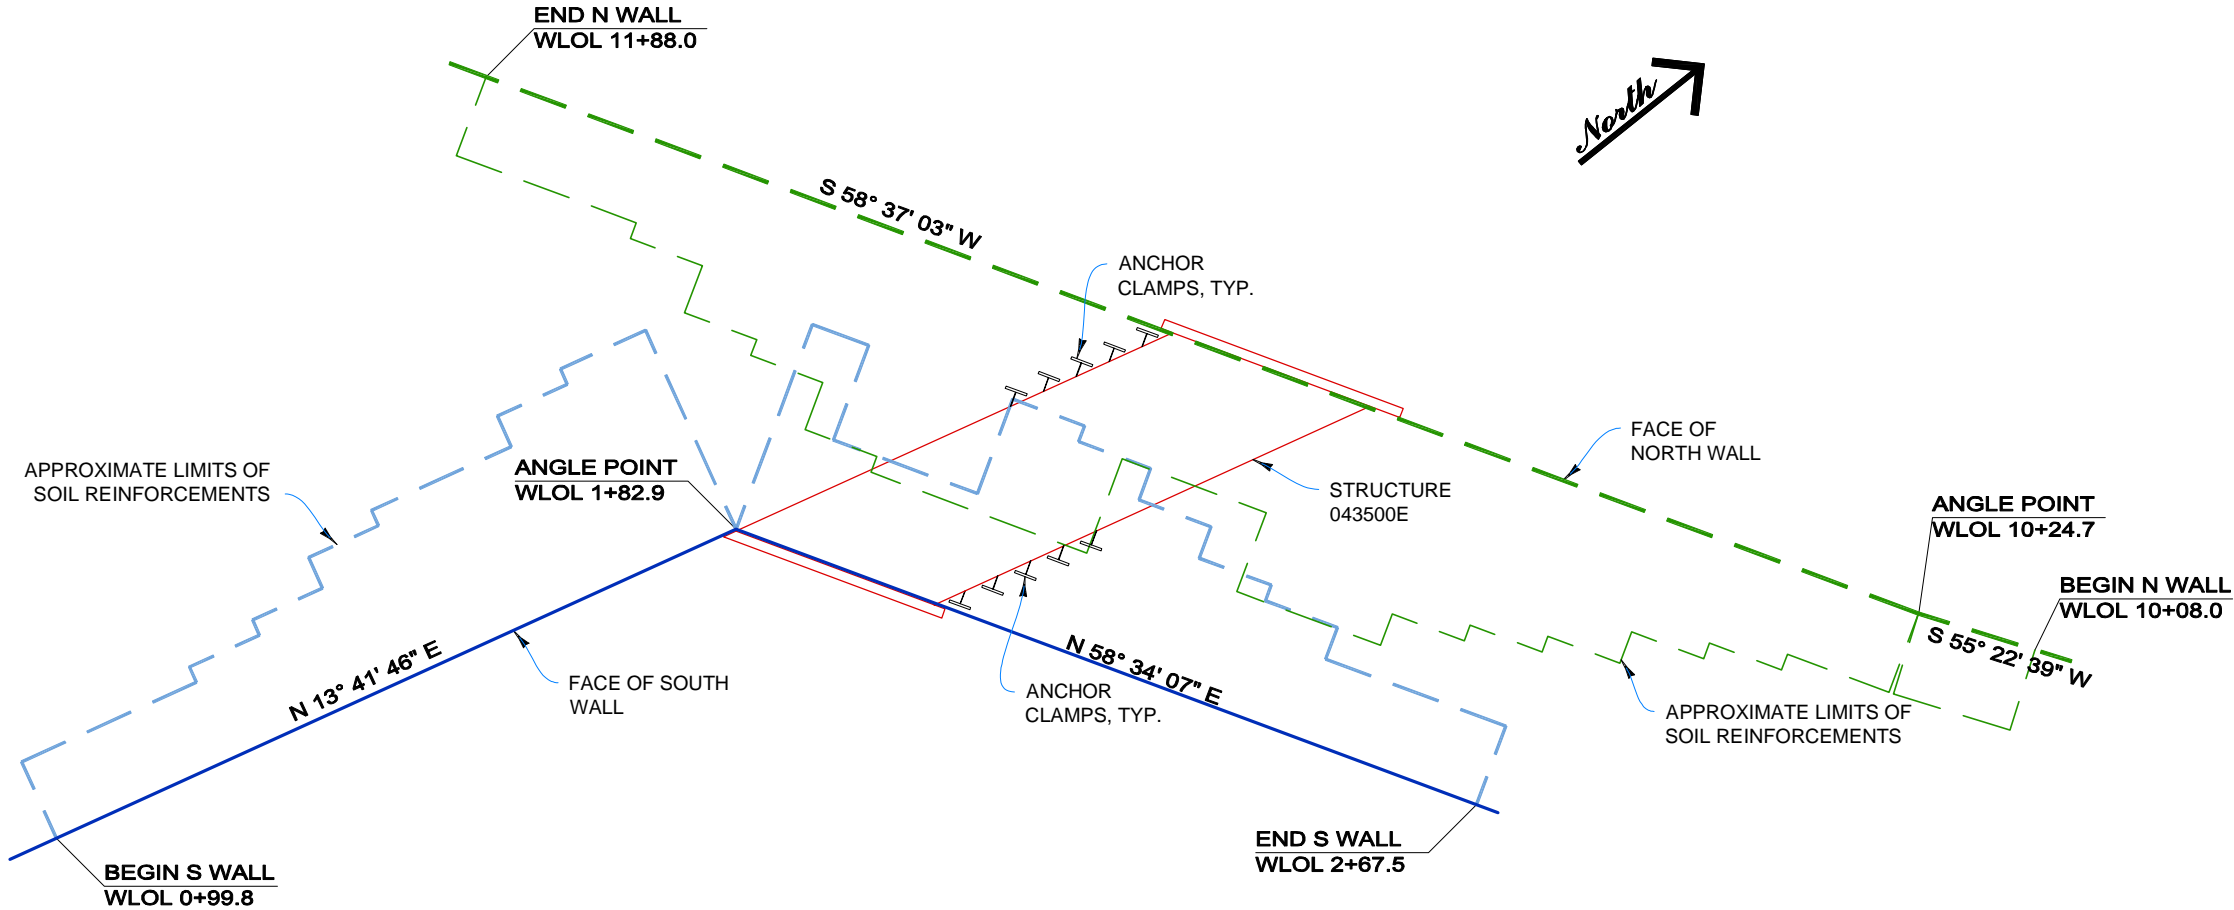 END N WALL
WLOL 11+88.0
North
S 58° 37' 03" W
ANCHOR
CLAMPS, TYP.
FACE OF
NORTH WALL
APPROXIMATE LIMITS OF
SOIL REINFORCEMENTS
ANGLE POINT
WLOL 1+82.9
STRUCTURE
043500E
ANGLE POINT
WLOL 10+24.7
BEGIN N WALL
WLOL 10+08.0
S 55° 22' 39" W
N 13° 41' 46" E
FACE OF SOUTH
WALL
N 58° 34' 07" E
ANCHOR
CLAMPS, TYP.
APPROXIMATE LIMITS OF
SOIL REINFORCEMENTS
END S WALL
WLOL 2+67.5
BEGIN S WALL
WLOL 0+99.8